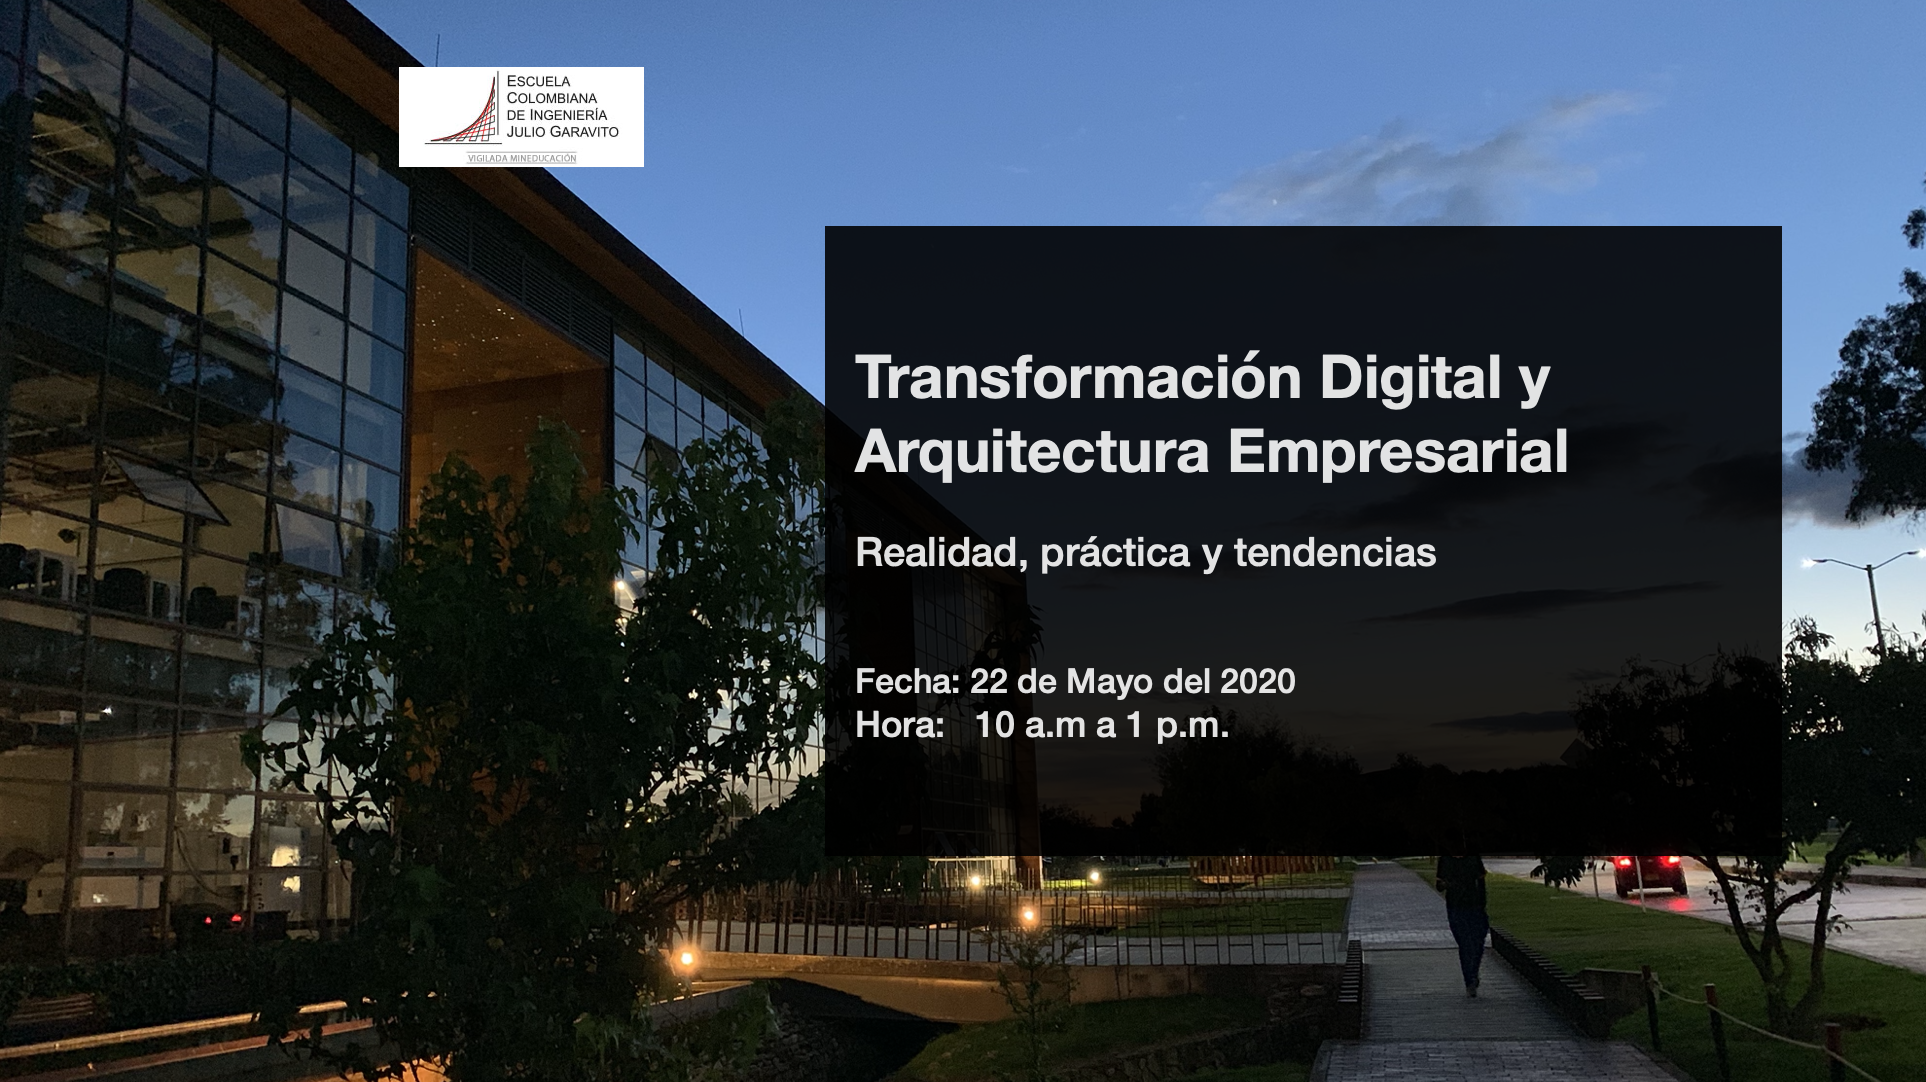 ESCUELA
COLOMBIANA
DE INGENIERÍA
JULIO GARAVITO
VIGILADA MINEDUCACIÓN
Transformación Digital y
Arquitectura Empresarial
Realidad, práctica y tendencias
Fecha: 22 de Mayo del 2020
Hora: 10 a.m a 1 p.m.